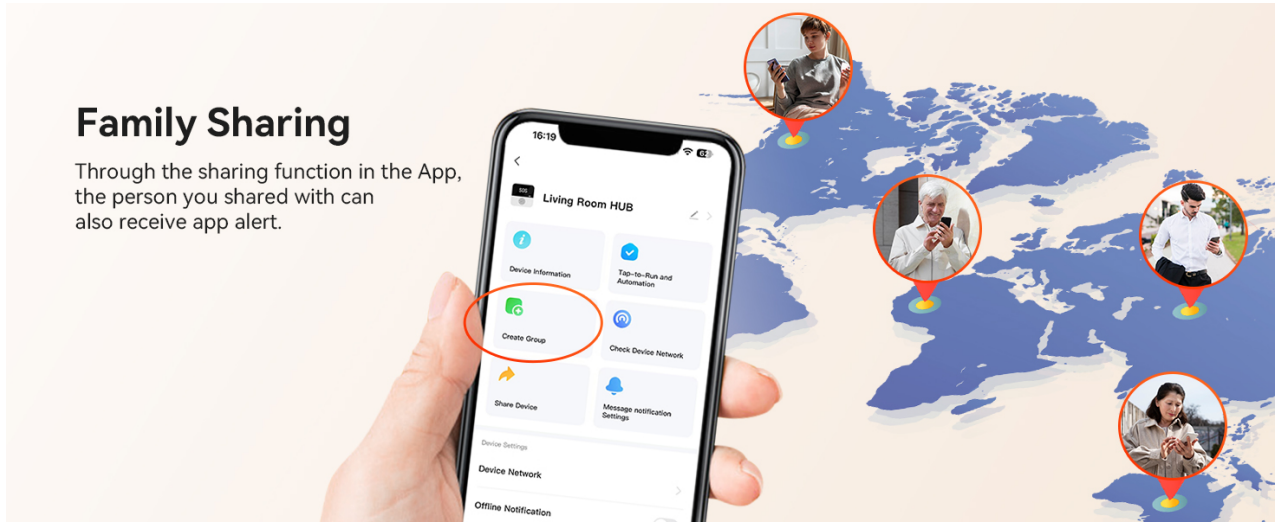 Family Sharing
Through the sharing function in the App,
the person you shared with can
also receive app alert.
16:19
SOS
Living Room HUB
Device Information
Tap-to-Run and
Automation
Create Group
Check Device Network
Share Device
Message notification
Settings
Device Settings
Device Network
Offline Notification